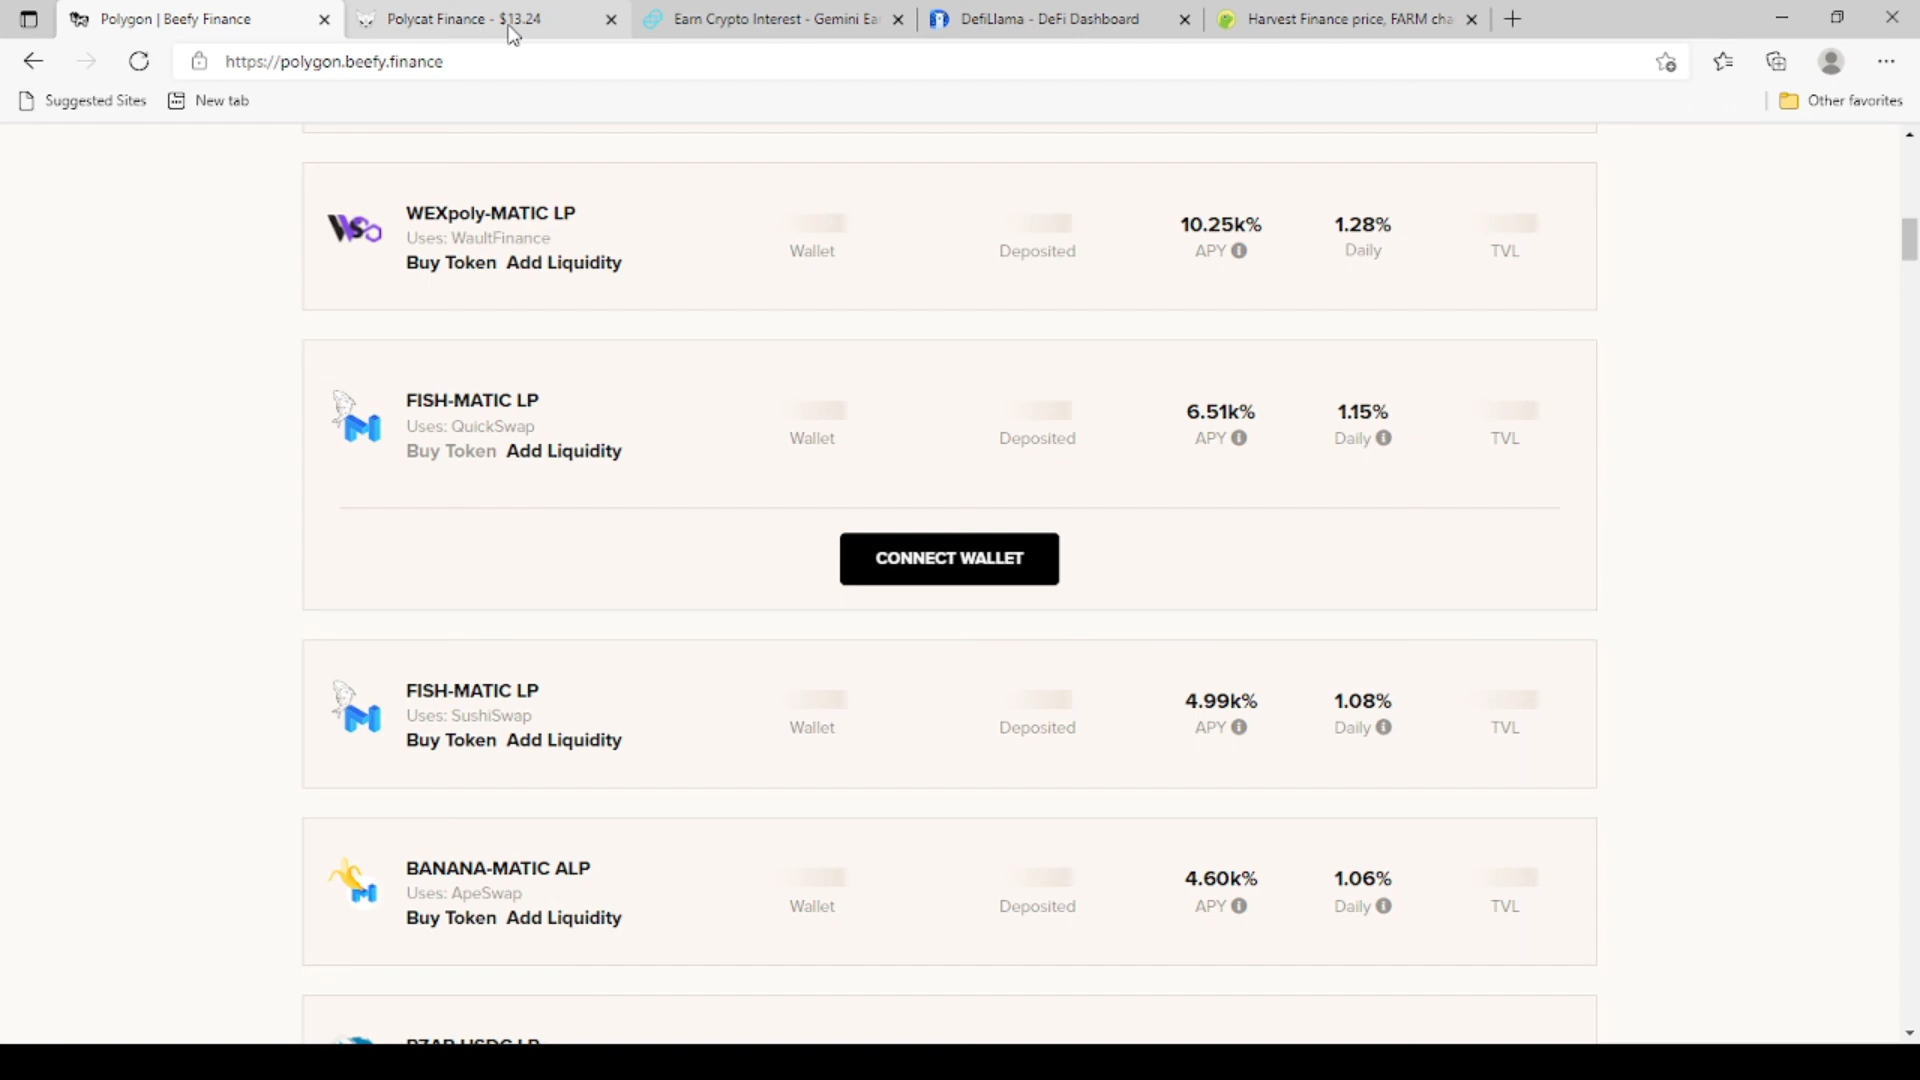 Polygon | Beefy Finance
Polycat Finance - $13.24
Earn Crypto Interest - Gemini Ea
DefiLlama - DeFi Dashboard
Harvest Finance price, FARM cha
https://polygon.beefy.finance
Suggested Sites
New tab
Other favorites
WEXpoly-MATIC LP
Uses: WaultFinance
Buy Token Add Liquidity
Wallet
Deposited
10.25k%
APY
1.28%
Daily
TVL
FISH-MATIC LP
Uses: QuickSwap
Buy Token Add Liquidity
Wallet
Deposited
6.51k%
APY
1.15%
Daily
TVL
CONNECT WALLET
FISH-MATIC LP
Uses: SushiSwap
Buy Token Add Liquidity
Wallet
Deposited
4.99k%
APY
1.08%
Daily
TVL
BANANA-MATIC ALP
Uses: ApeSwap
Buy Token Add Liquidity
Wallet
Deposited
4.60k%
APY
1.06%
Daily
TVL